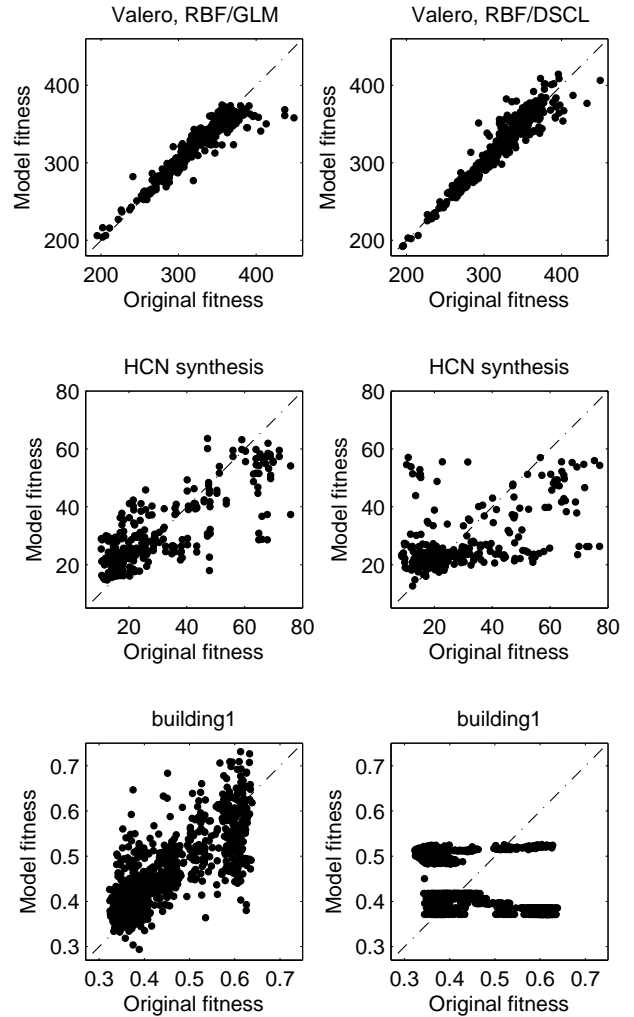 Valero, RBF/GLM
Valero, RBF/DSCL
400
300
200
Model fitness
200 300 400
Original fitness
400
300
200
Model fitness
200 300 400
Original fitness
HCN synthesis
HCN synthesis
80
60
40
20
Model fitness
20 40 60 80
Original fitness
80
60
40
20
Model fitness
20 40 60 80
Original fitness
building1
building1
0.7
0.6
0.5
0.4
0.3
Model fitness
0.3 0.4 0.5 0.6 0.7
Original fitness
0.7
0.6
0.5
0.4
0.3
Model fitness
0.3 0.4 0.5 0.6 0.7
Original fitness